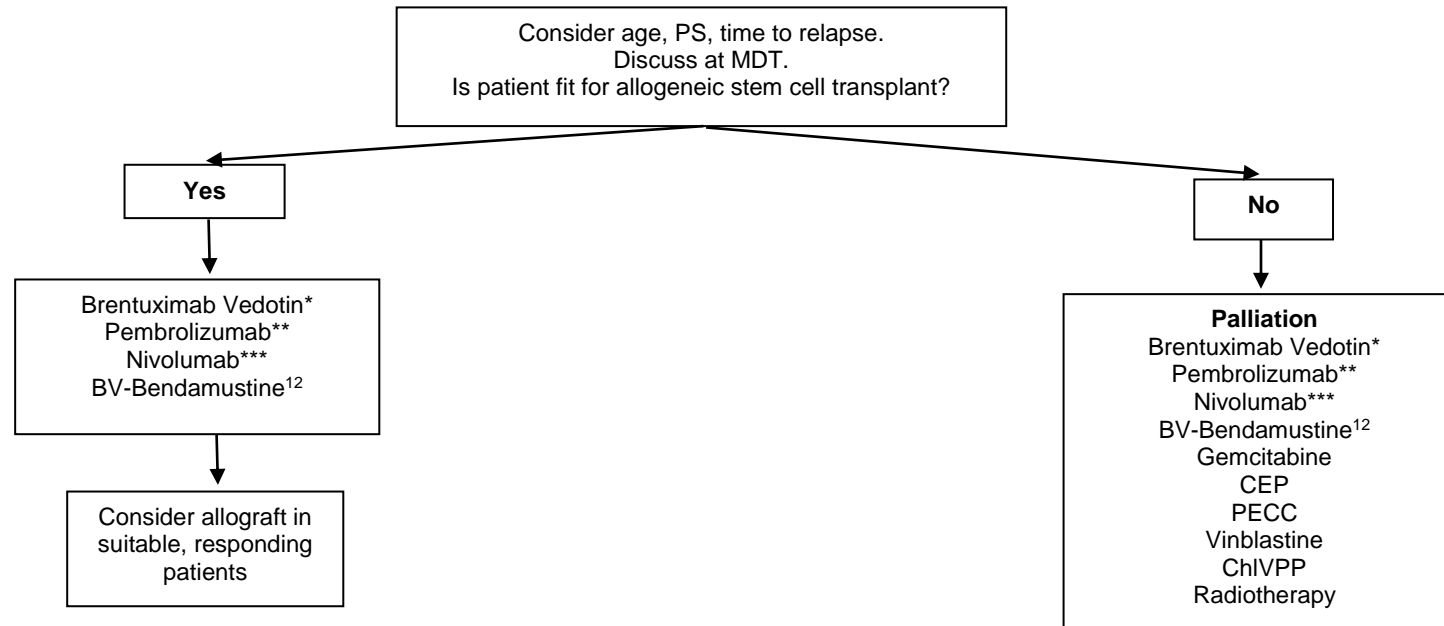 Consider age, PS, time to relapse.
Discuss at MDT.
Is patient fit for allogeneic stem cell transplant?
Yes
No
Brentuximab Vedotin*
Pembrolizumab**
Nivolumab***
BV-Bendamustine¹²
Palliation
Brentuximab Vedotin*
Pembrolizumab**
Nivolumab***
BV-Bendamustine¹²
Gemcitabine
CEP
PECC
Vinblastine
ChlVPP
Radiotherapy
Consider allograft in
suitable, responding
patients